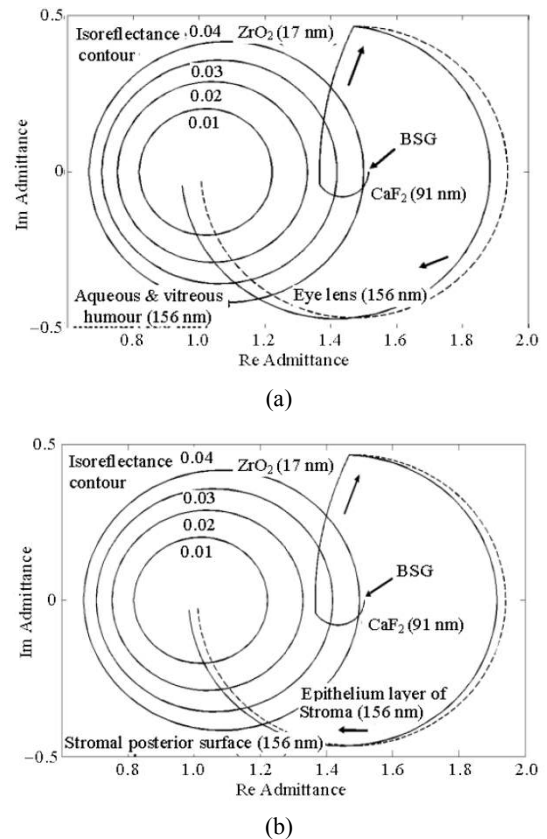 0.5
Isoreflectance
contour
0.04
ZrO₂ (17 nm)
0.03
0.02
0.01
BSG
CaF₂ (91 nm)
0
Im Admittance
Aqueous & vitreous
humour (156 nm)
Eye lens (156 nm)
−0.5
0.8 1.0 1.2 1.4 1.6 1.8 2.0
Re Admittance
(a)
0.5
Isoreflectance
contour
0.04
ZrO₂ (17 nm)
0.03
0.02
0.01
BSG
CaF₂ (91 nm)
0
Im Admittance
Epithelium layer of
Stroma (156 nm)
Stromal posterior surface (156 nm)
−0.5
0.8 1.0 1.2 1.4 1.6 1.8 2.0
Re Admittance
(b)